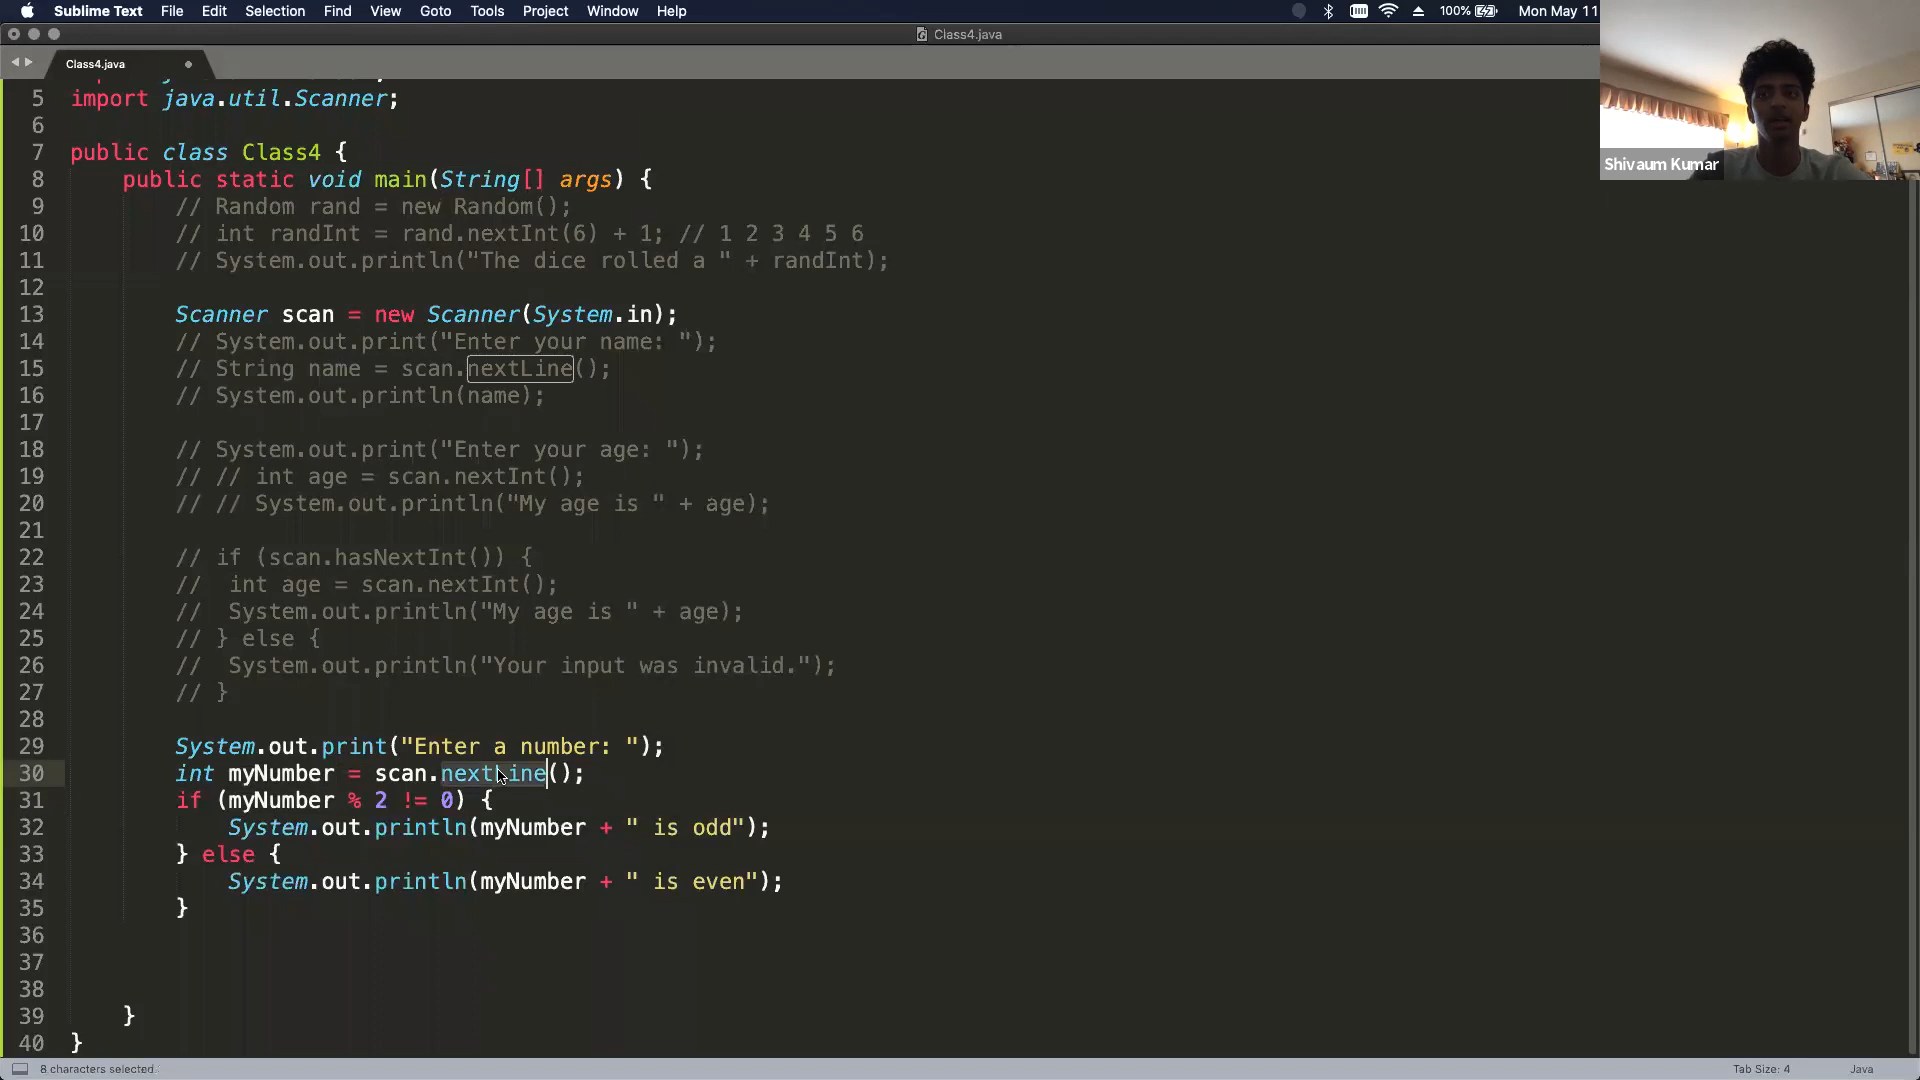 Sublime Text File Edit Selection Find View Goto Tools Project Window Help 100% Mon May 11
Class4.java
Class4.java
Shivaum Kumar
5 import java.util.Scanner;
6
7 public class Class4 {
8 public static void main(String[] args) {
9 // Random rand = new Random();
10 // int randInt = rand.nextInt(6) + 1; // 1 2 3 4 5 6
11 // System.out.println("The dice rolled a " + randInt);
12
13 Scanner scan = new Scanner(System.in);
14 // System.out.print("Enter your name: ");
15 // String name = scan.nextLine();
16 // System.out.println(name);
17
18 // System.out.print("Enter your age: ");
19 // // int age = scan.nextInt();
20 // // System.out.println("My age is " + age);
21
22 // if (scan.hasNextInt()) {
23 // int age = scan.nextInt();
24 // System.out.println("My age is " + age);
25 // } else {
26 // System.out.println("Your input was invalid.");
27 // }
28
29 System.out.print("Enter a number: ");
30 int myNumber = scan.nextLine();
31 if (myNumber % 2 != 0) {
32 System.out.println(myNumber + " is odd");
33 } else {
34 System.out.println(myNumber + " is even");
35 }
36
37
38
39 }
40 }
8 characters selected
Tab Size: 4 Java